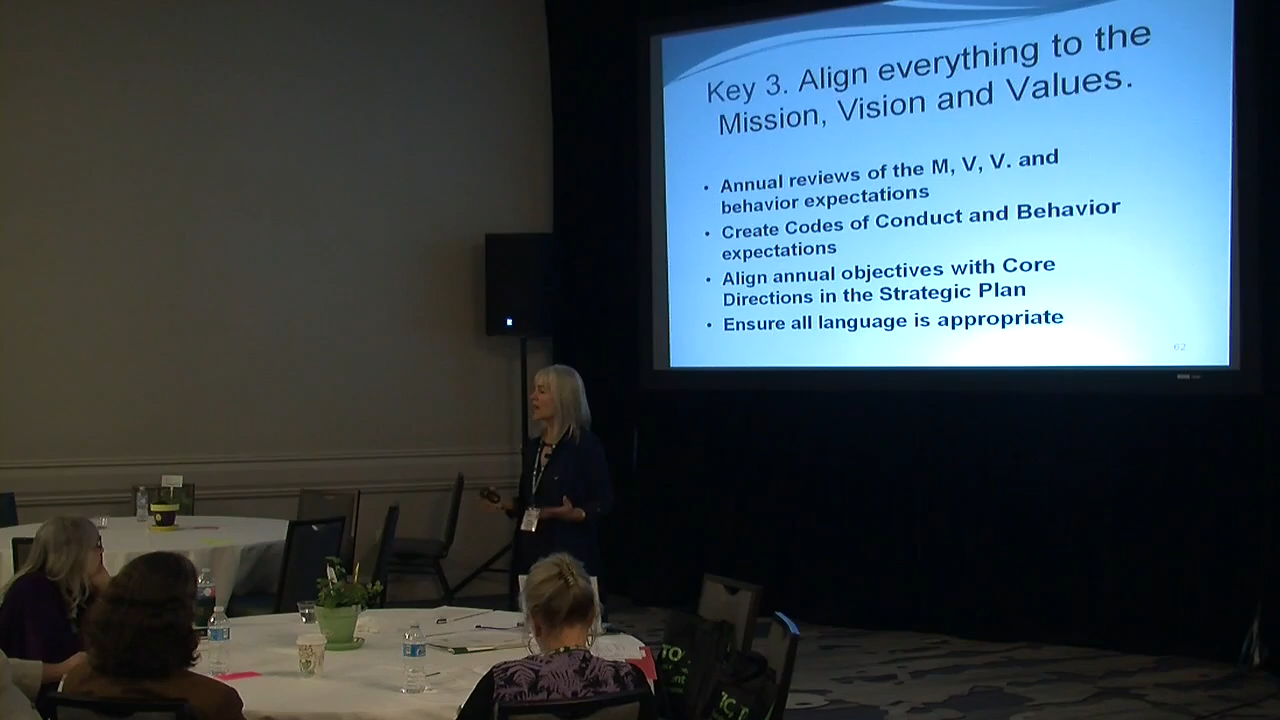 Key 3. Align everything to the
Mission, Vision and Values.
• Annual reviews of the M, V, V. and
behavior expectations
• Create Codes of Conduct and Behavior
expectations
• Align annual objectives with Core
Directions in the Strategic Plan
• Ensure all language is appropriate
62